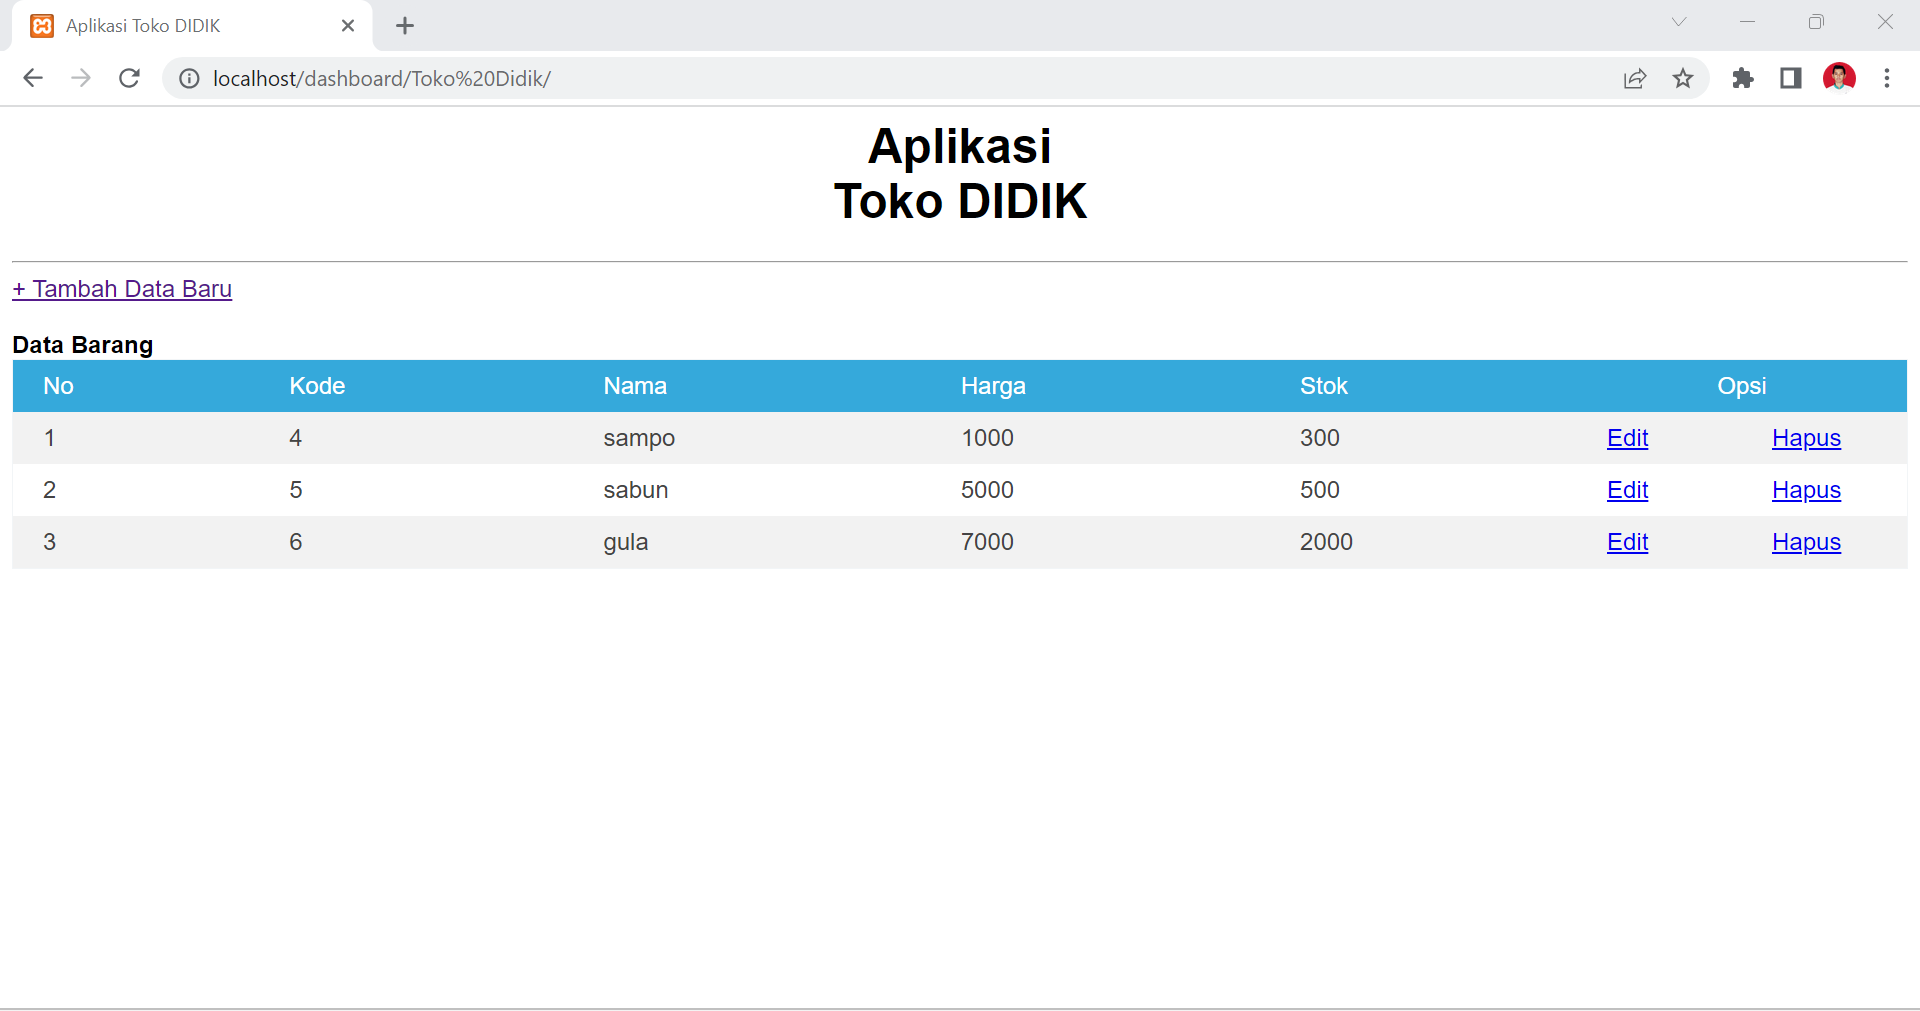 Aplikasi Toko DIDIK
localhost/dashboard/Toko%20Didik/
Aplikasi
Toko DIDIK
+ Tambah Data Baru
Data Barang
No Kode Nama Harga Stok Opsi
1 4 sampo 1000 300 Edit Hapus
2 5 sabun 5000 500 Edit Hapus
3 6 gula 7000 2000 Edit Hapus